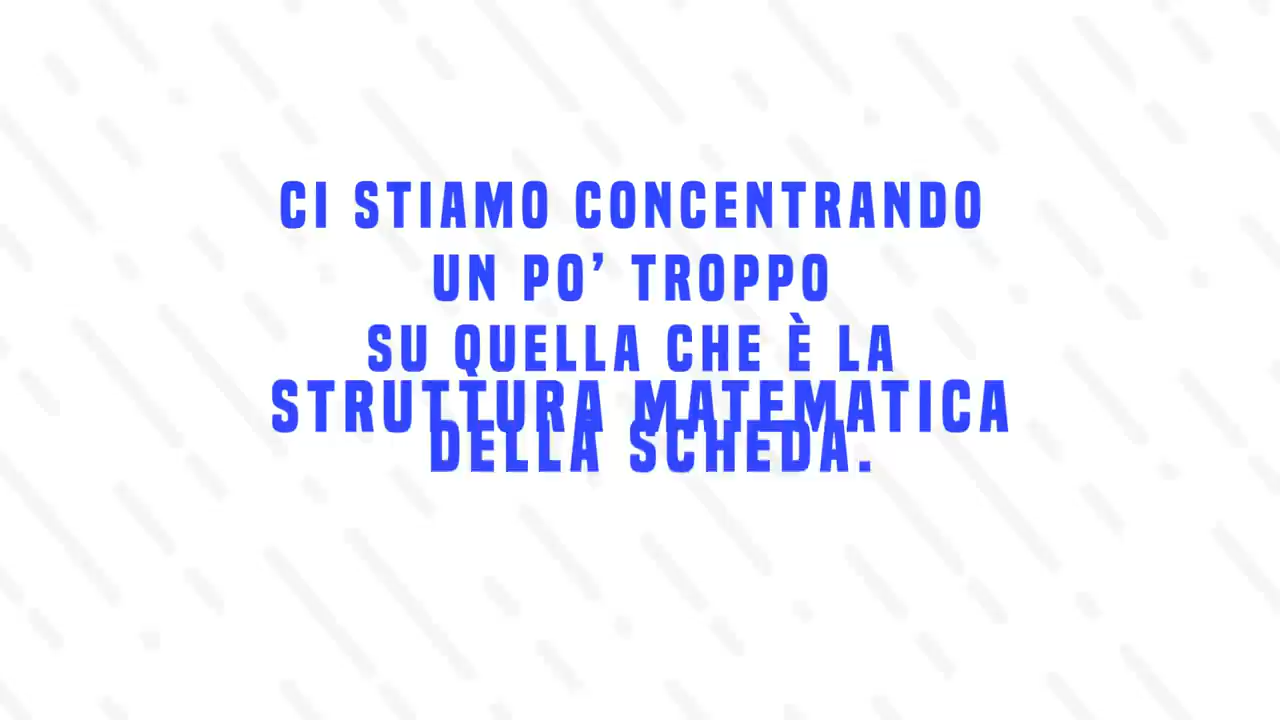 CI STIAMO CONCENTRANDO
UN PO’ TROPPO
SU QUELLA CHE È LA
STRUTTURA MATEMATICA
DELLA SCHEDA.